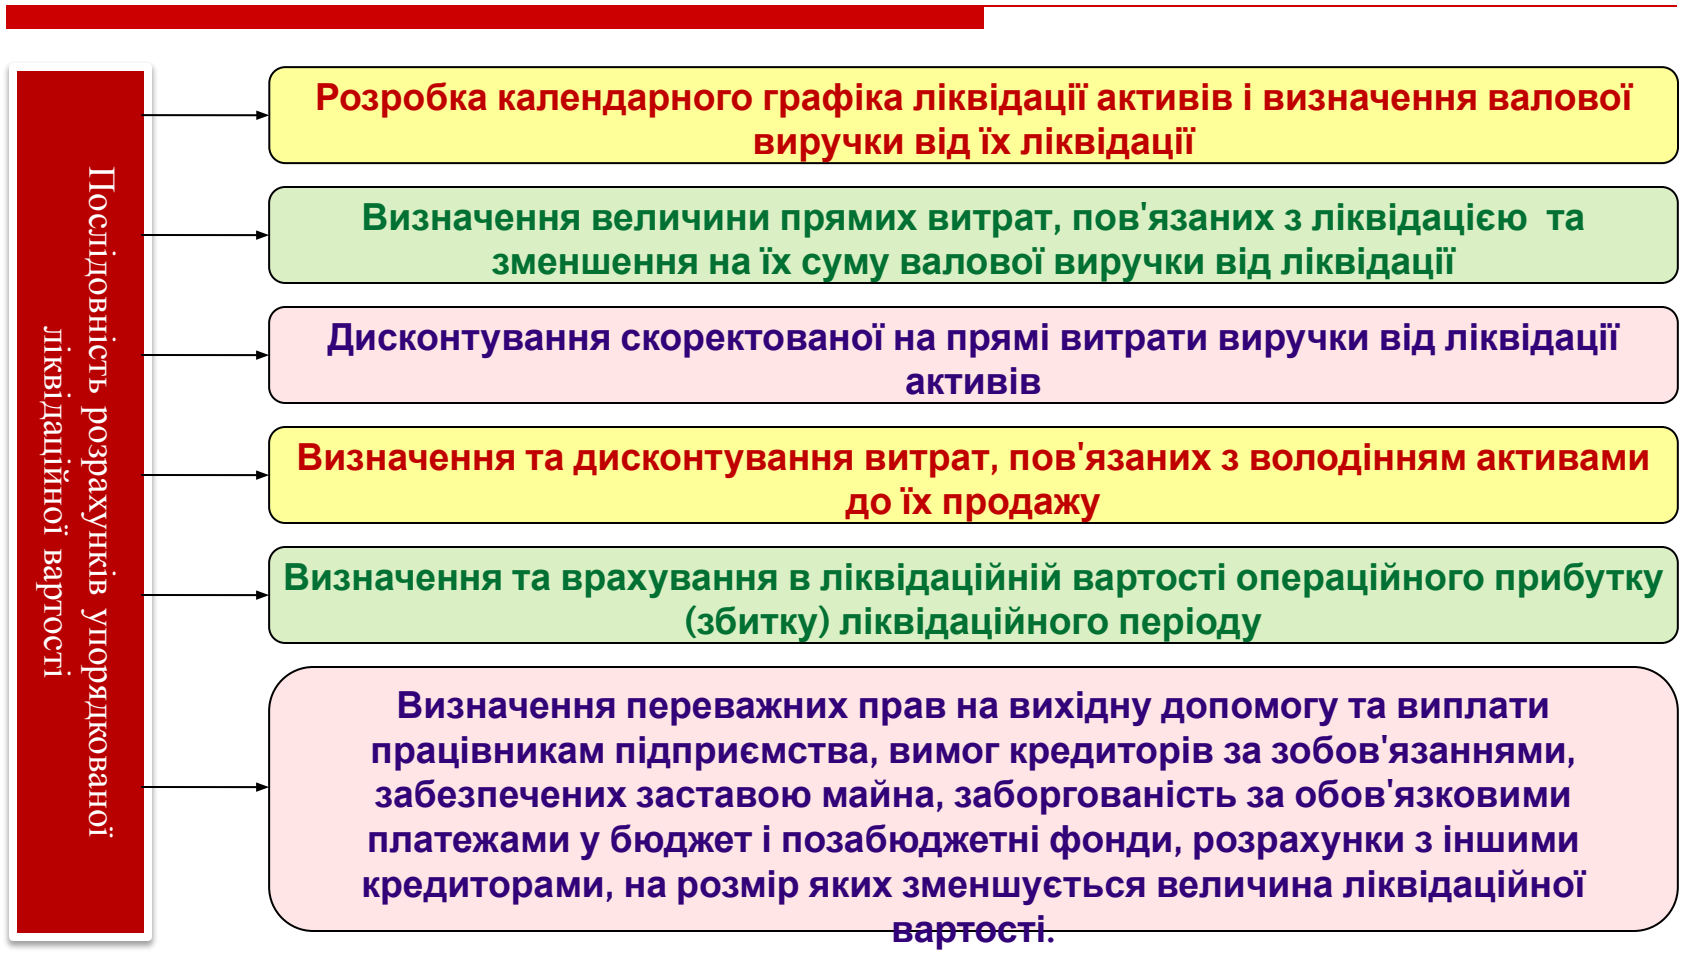 Послідовність розрахунків упорядкованої
ліквідаційної вартості
Розробка календарного графіка ліквідації активів і визначення валової
виручки від їх ліквідації
Визначення величини прямих витрат, пов'язаних з ліквідацією та
зменшення на їх суму валової виручки від ліквідації
Дисконтування скоректованої на прямі витрати виручки від ліквідації
активів
Визначення та дисконтування витрат, пов'язаних з володінням активами
до їх продажу
Визначення та врахування в ліквідаційній вартості операційного прибутку
(збитку) ліквідаційного періоду
Визначення переважних прав на вихідну допомогу та виплати
працівникам підприємства, вимог кредиторів за зобов'язаннями,
забезпечених заставою майна, заборгованість за обов'язковими
платежами у бюджет і позабюджетні фонди, розрахунки з іншими
кредиторами, на розмір яких зменшується величина ліквідаційної
вартості.